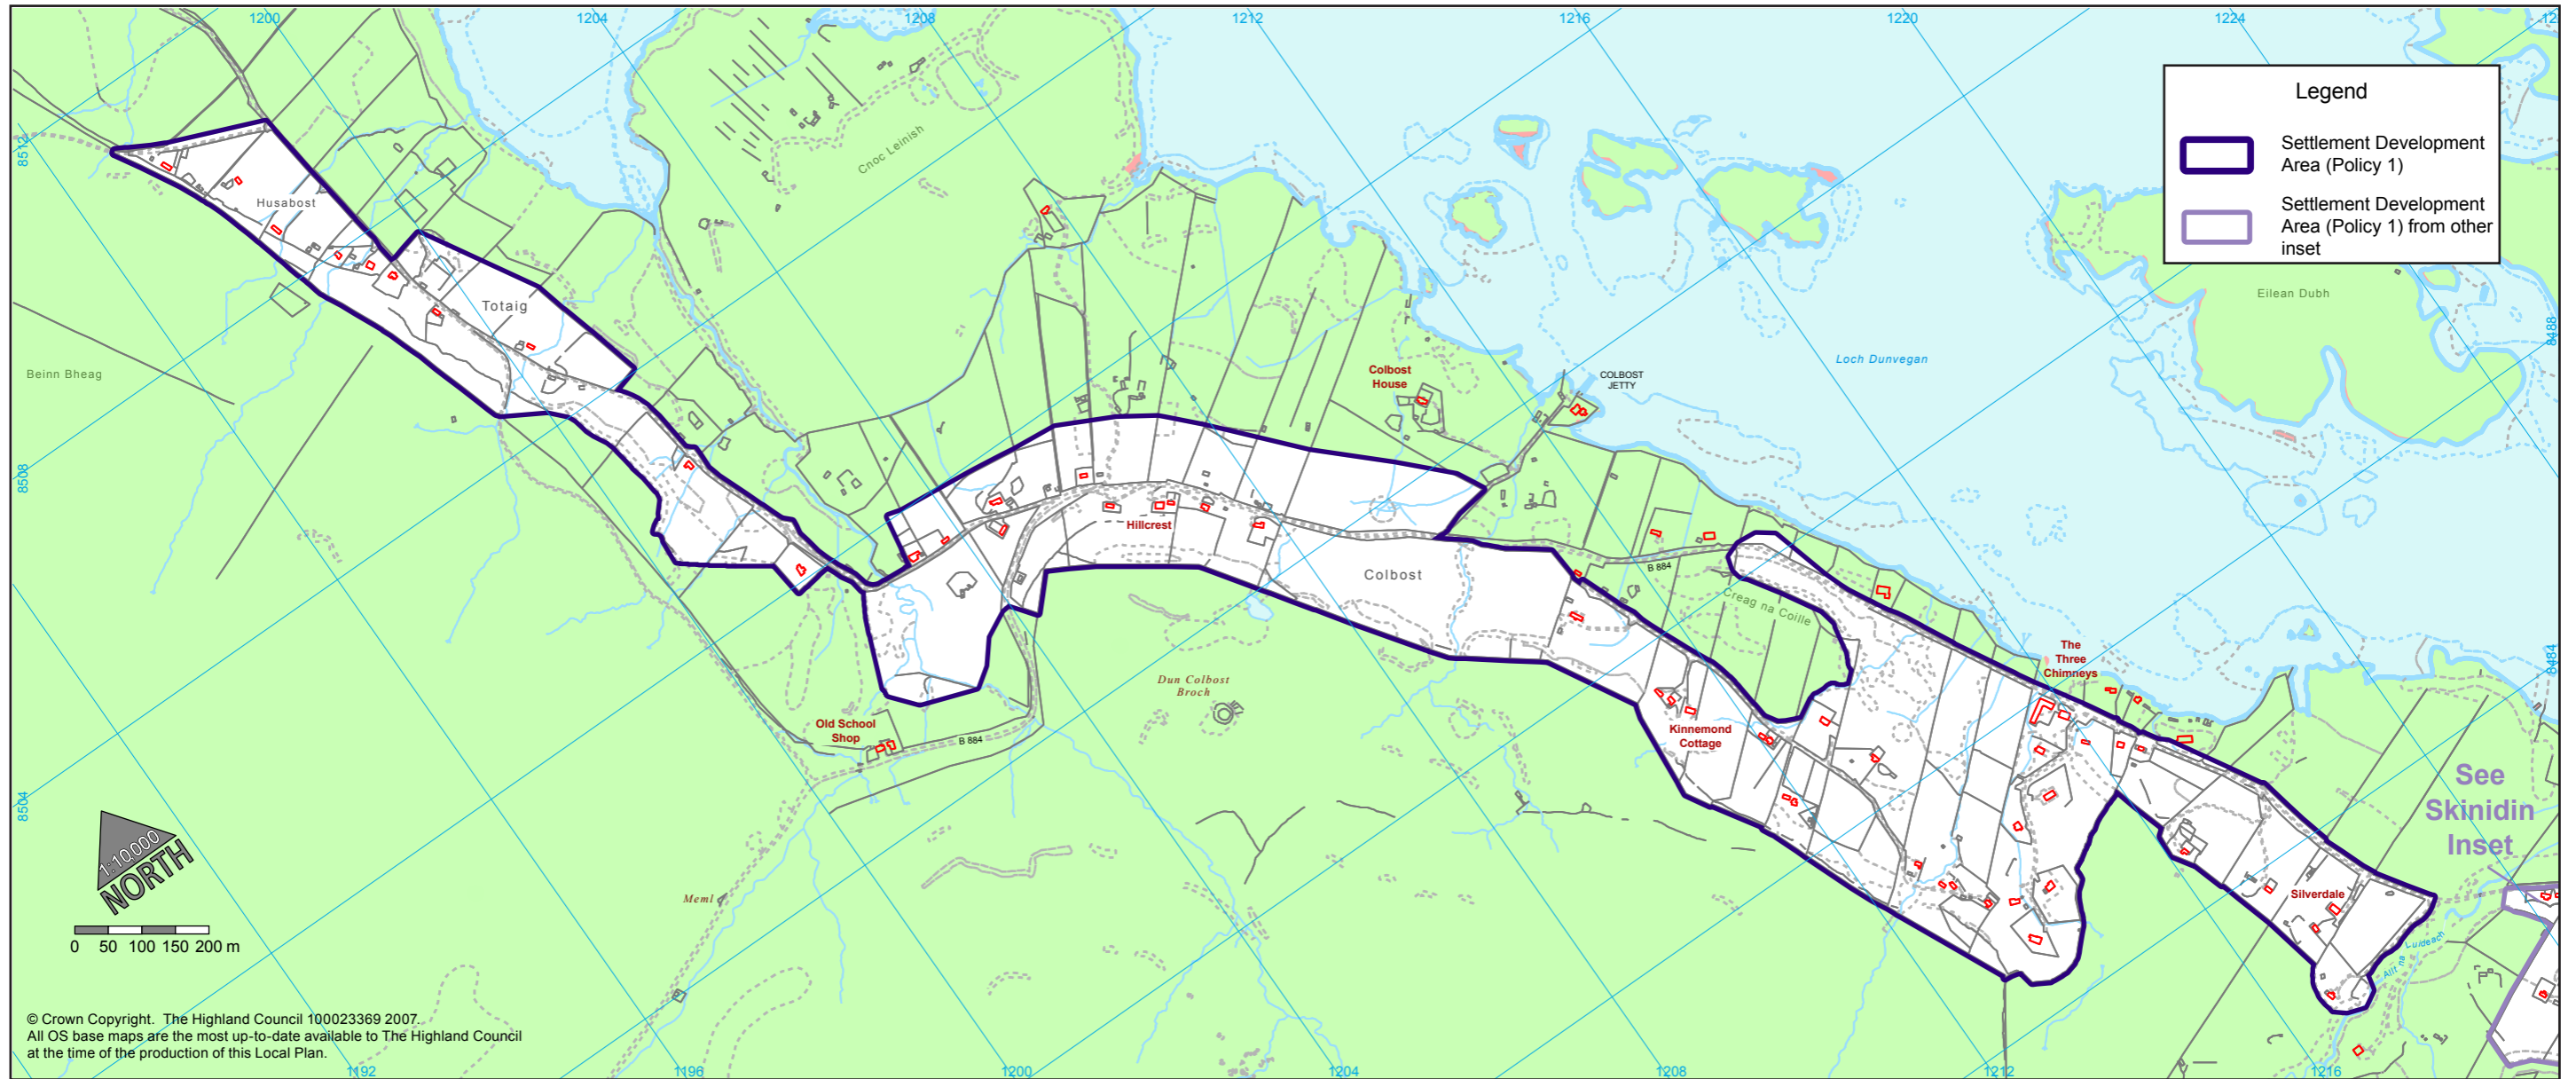 1200
1204
1208
1212
1216
1220
1224
Legend
Settlement Development
Area (Policy 1)
Settlement Development
Area (Policy 1) from other
inset
8512
8508
8504
8488
8484
Husabost
Totaig
Beinn Bheag
Cnoc Leinish
Colbost
House
COLBOST
JETTY
Loch Dunvegan
Eilean Dubh
Hillcrest
Colbost
B 884
Creag na Coille
The
Three
Chimneys
Dun Colbost
Broch
Old School
Shop
B 884
Kinnemond
Cottage
See
Skinidin
Inset
Silverdale
Allt na Luideach
Meml
1:10,000
NORTH
0 50 100 150 200 m
© Crown Copyright. The Highland Council 100023369 2007.
All OS base maps are the most up-to-date available to The Highland Council
at the time of the production of this Local Plan.
1192
1196
1200
1204
1208
1212
1216